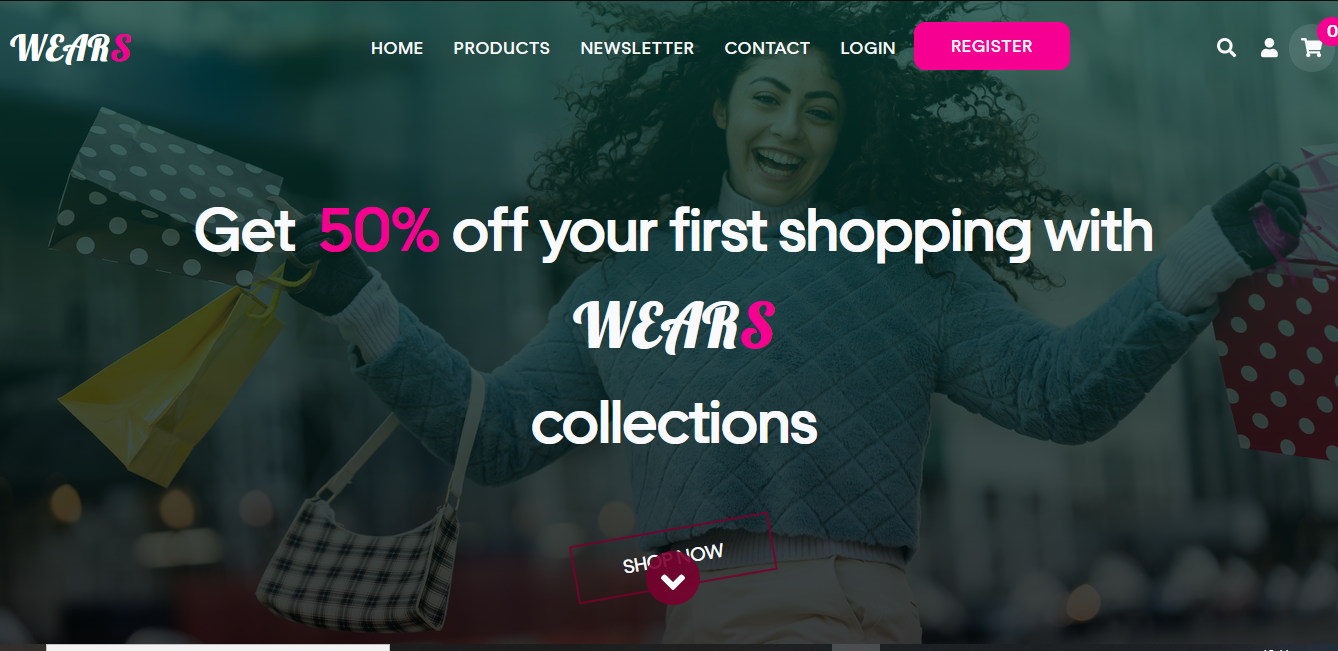 WEARS
HOME PRODUCTS NEWSLETTER CONTACT LOGIN REGISTER
0
Get 50% off your first shopping with
WEARS
collections
SHOP NOW